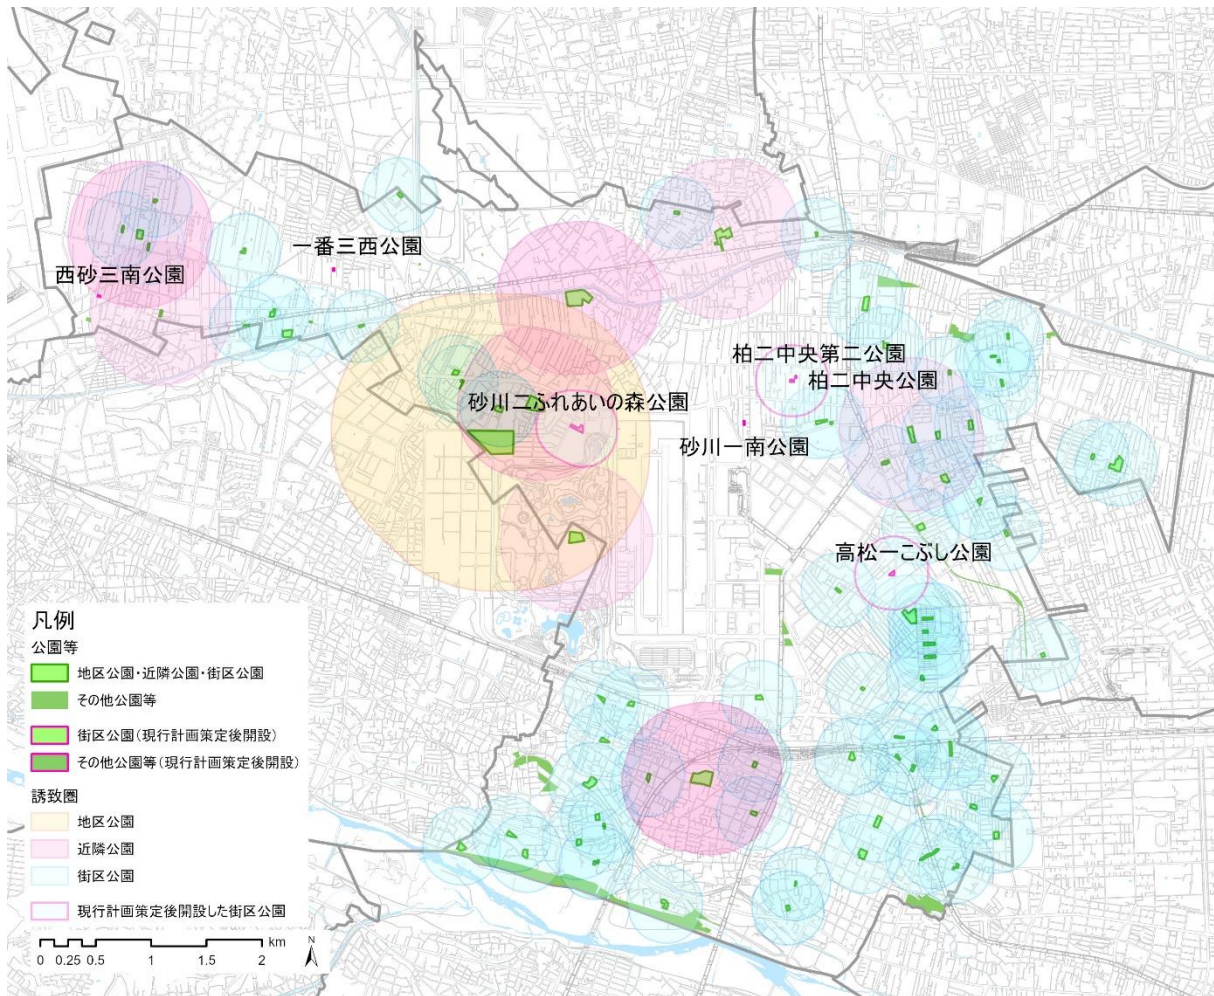 一番三西公園
西砂三南公園
柏二中央第二公園
柏二中央公園
砂川二ふれあいの森公園
砂川一南公園
高松一こぶし公園
凡例
公園等
地区公園・近隣公園・街区公園
その他公園等
街区公園(現行計画策定後開設)
その他公園等(現行計画策定後開設)
誘致圏
地区公園
近隣公園
街区公園
現行計画策定後開設した街区公園
km
0 0.25 0.5 1 1.5 2
N